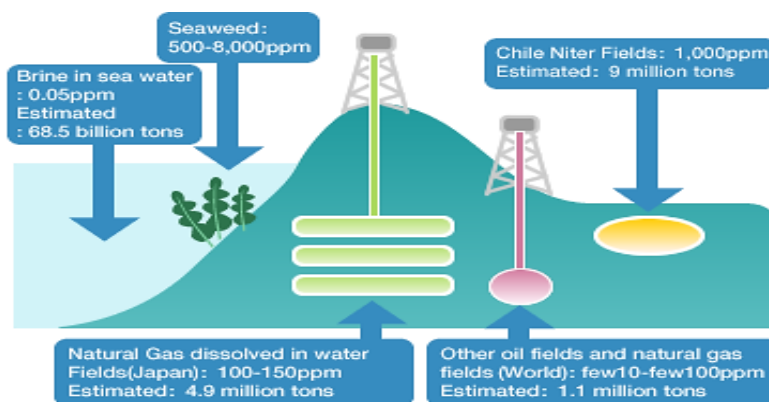 Seaweed:
500-8,000ppm
Brine in sea water
: 0.05ppm
Estimated
: 68.5 billion tons
Chile Niter Fields: 1,000ppm
Estimated: 9 million tons
Natural Gas dissolved in water
Fields(Japan): 100-150ppm
Estimated: 4.9 million tons
Other oil fields and natural gas
fields (World): few10-few100ppm
Estimated: 1.1 million tons